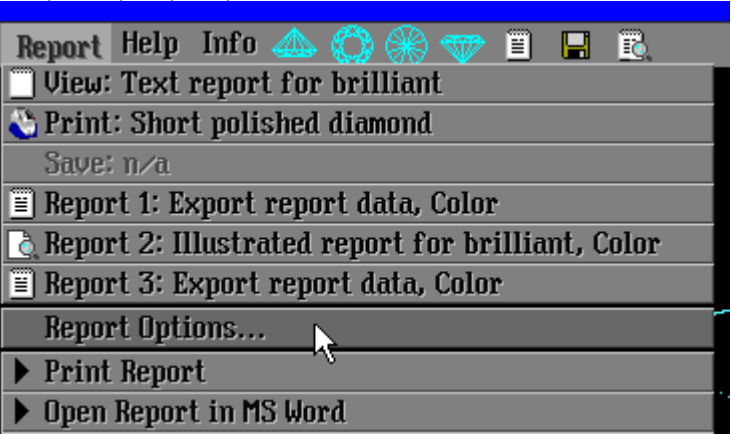 Report Help Info
View: Text report for brilliant
Print: Short polished diamond
Save: n/a
Report 1: Export report data, Color
Report 2: Illustrated report for brilliant, Color
Report 3: Export report data, Color
Report Options...
Print Report
Open Report in MS Word